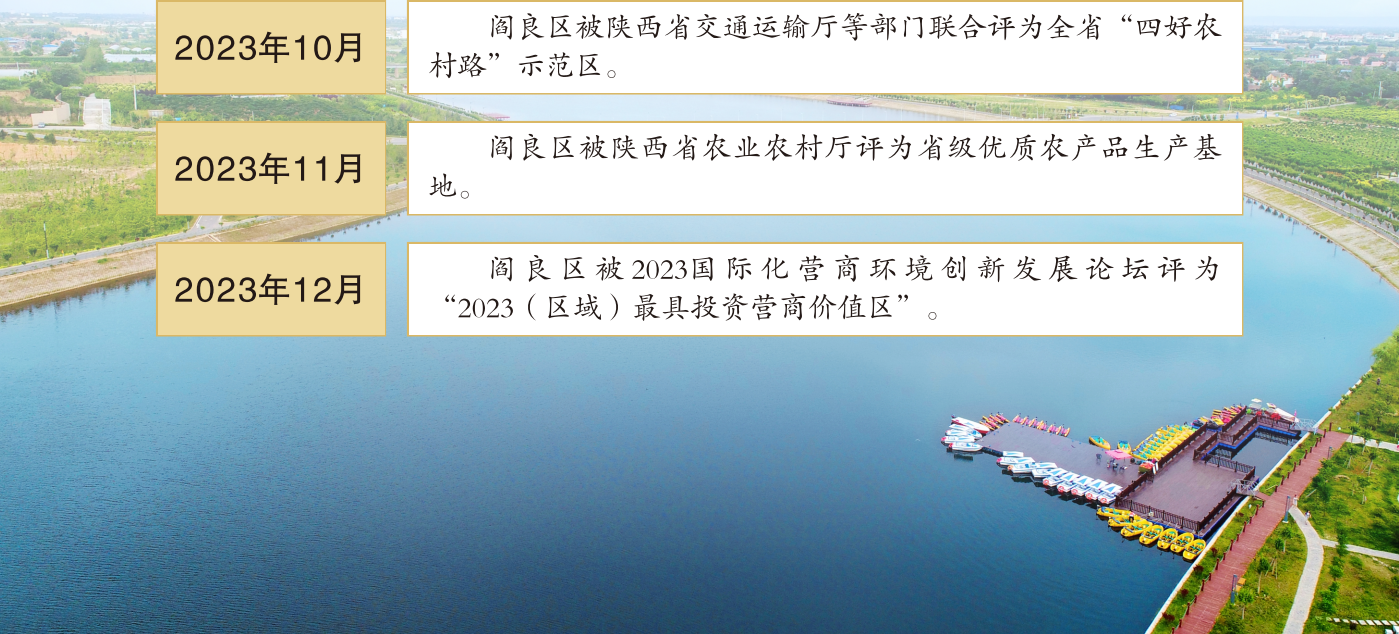 2023年10月
阎良区被陕西省交通运输厅等部门联合评为全省“四好农
村路”示范区。
2023年11月
阎良区被陕西省农业农村厅评为省级优质农产品生产基
地。
2023年12月
阎良区被2023国际化营商环境创新发展论坛评为
“2023（区域）最具投资营商价值区”。